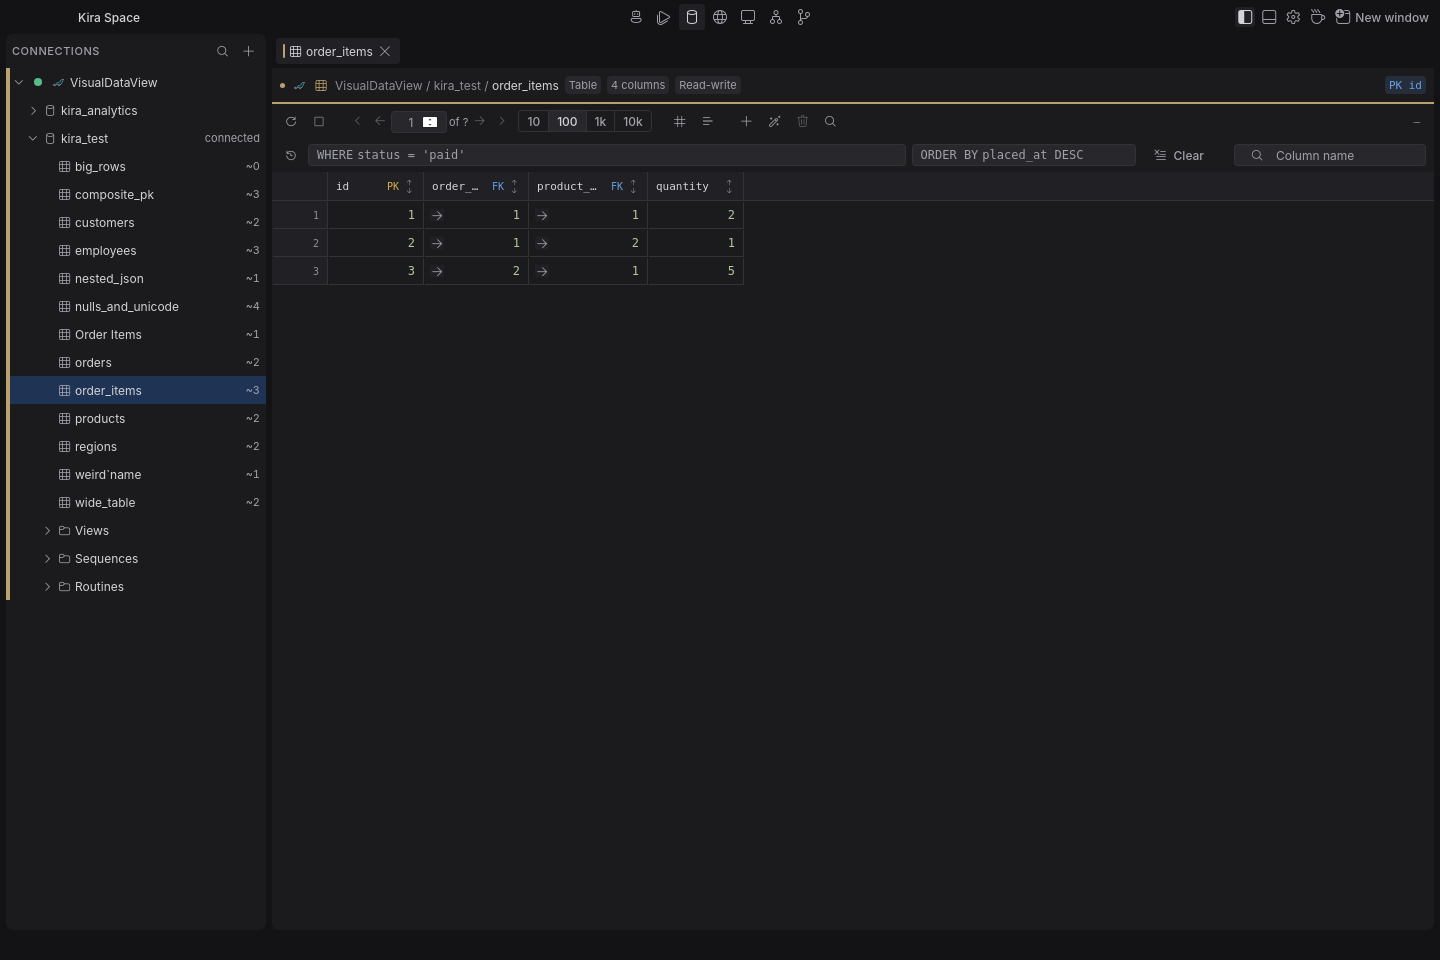 Kira Space
New window
CONNECTIONS
order_items
VisualDataView
VisualDataView / kira_test / order_items Table 4 columns Read-write PK id
kira_analytics
kira_test connected
1 of ? 10 100 1k 10k
WHERE status = 'paid' ORDER BY placed_at DESC Clear Column name
big_rows ~0
composite_pk ~3
customers ~2
employees ~3
nested_json ~1
nulls_and_unicode ~4
Order Items ~1
orders ~2
order_items ~3
products ~2
regions ~2
weird`name ~1
wide_table ~2
Views
Sequences
Routines
id PK order_… FK product_… FK quantity
1 1 → 1 → 1 2
2 2 → 1 → 2 1
3 3 → 2 → 1 5